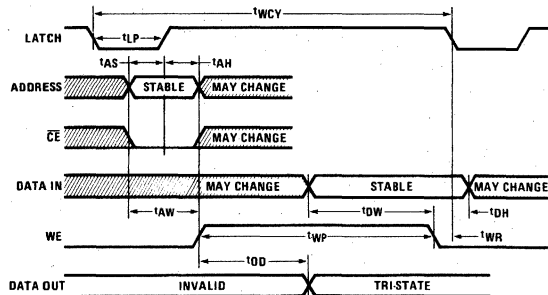 tWCY
LATCH
tLP
tAS
tAH
ADDRESS
STABLE
MAY CHANGE
CE
MAY CHANGE
DATA IN
MAY CHANGE
STABLE
MAY CHANGE
tAW
tDW
tDH
WE
tWP
tWR
tOD
DATA OUT
INVALID
TRI-STATE